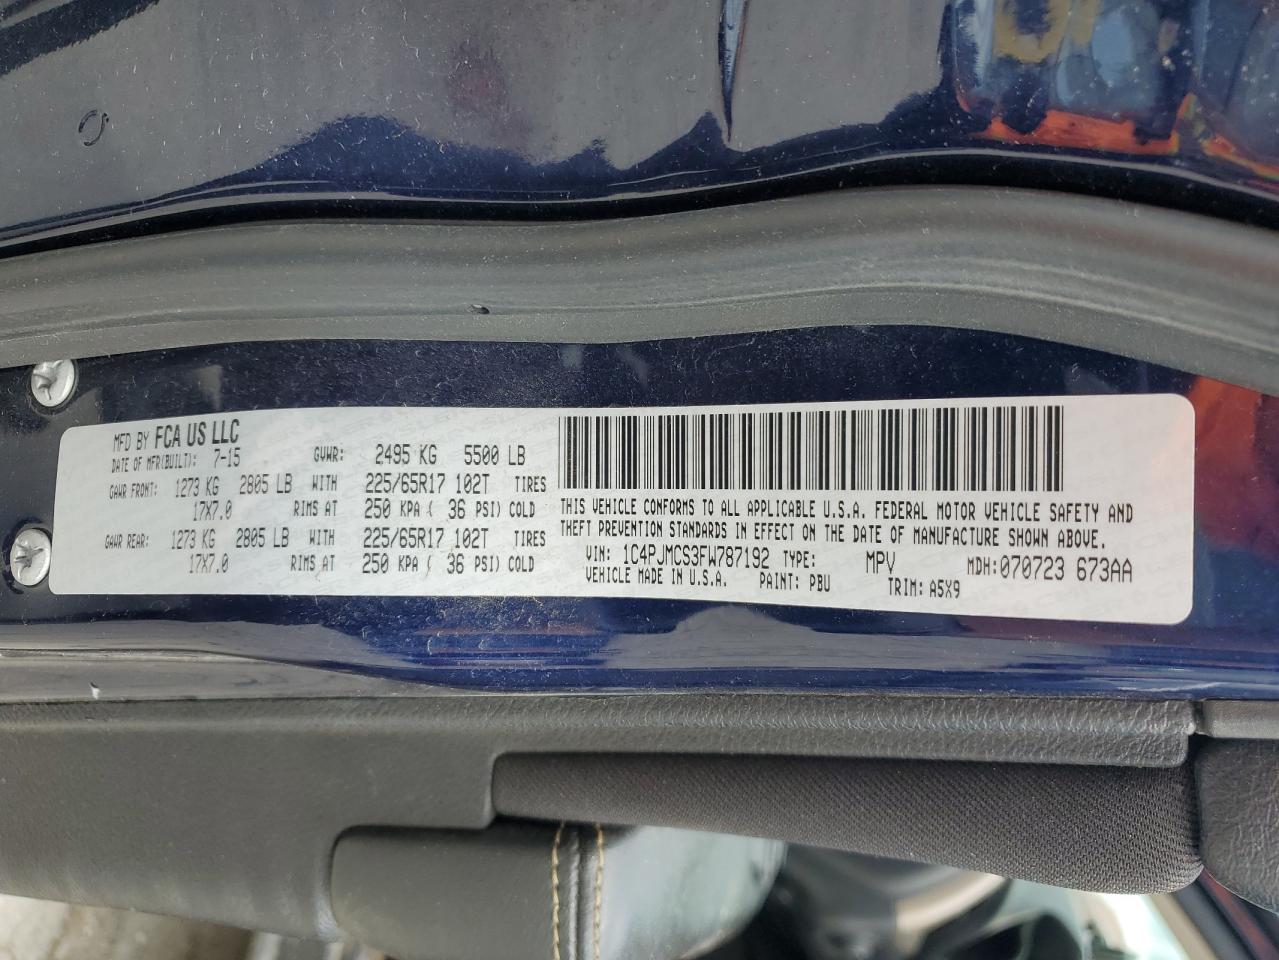 MFD BY FCA US LLC
DATE OF MFR(BUILT): 7-15 GVWR: 2495 KG 5500 LB
GAWR FRONT: 1273 KG 2805 LB WITH 225/65R17 102T TIRES
17X7.0 RIMS AT 250 KPA ( 36 PSI) COLD
GAWR REAR: 1273 KG 2805 LB WITH 225/65R17 102T TIRES
17X7.0 RIMS AT 250 KPA ( 36 PSI) COLD
THIS VEHICLE CONFORMS TO ALL APPLICABLE U.S.A. FEDERAL MOTOR VEHICLE SAFETY AND
THEFT PREVENTION STANDARDS IN EFFECT ON THE DATE OF MANUFACTURE SHOWN ABOVE.
VIN: 1C4PJMCS3FW787192 TYPE: MPV MDH:070723 673AA
VEHICLE MADE IN U.S.A. PAINT: PBU TRIM: A5X9